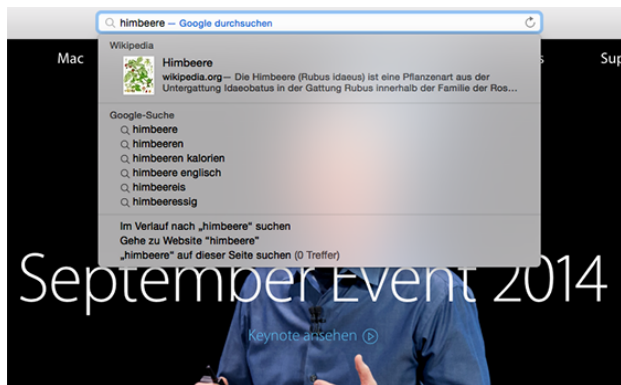 himbeere — Google durchsuchen
Mac
Wikipedia
Himbeere
wikipedia.org— Die Himbeere (Rubus idaeus) ist eine Pflanzenart aus der
Untergattung Idaeobatus in der Gattung Rubus innerhalb der Familie der Ros...
Google-Suche
himbeere
himbeeren
himbeeren kalorien
himbeere englisch
himbeereis
himbeeressig
Im Verlauf nach „himbeere“ suchen
Gehe zu Website "himbeere"
„himbeere“ auf dieser Seite suchen (0 Treffer)
September Event 2014
Keynote ansehen